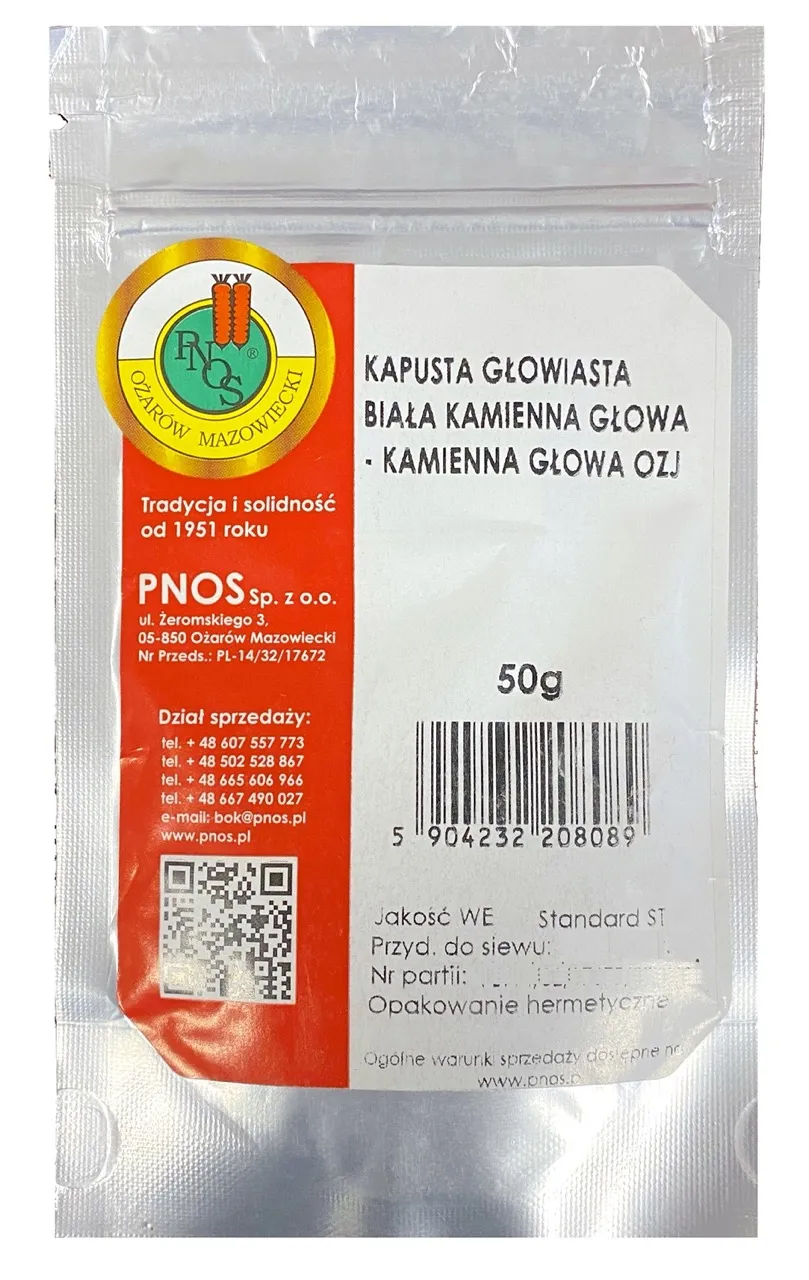 PNOS
®
OŻARÓW MAZOWIECKI
Tradycja i solidność
od 1951 roku
PNOS Sp. z o.o.
ul. Żeromskiego 3,
05-850 Ożarów Mazowiecki
Nr Przeds.: PL-14/32/17672
Dział sprzedaży:
tel. + 48 607 557 773
tel. + 48 502 528 867
tel. + 48 665 606 966
tel. + 48 667 490 027
e-mail: bok@pnos.pl
www.pnos.pl
KAPUSTA GŁOWIASTA
BIAŁA KAMIENNA GŁOWA
- KAMIENNA GŁOWA OZJ
50g
5 904232 208089
Jakość WE Standard ST
Przyd. do siewu:
Nr partii:
Opakowanie hermetyczne
Ogólne warunki sprzedaży dostępne na
www.pnos.p